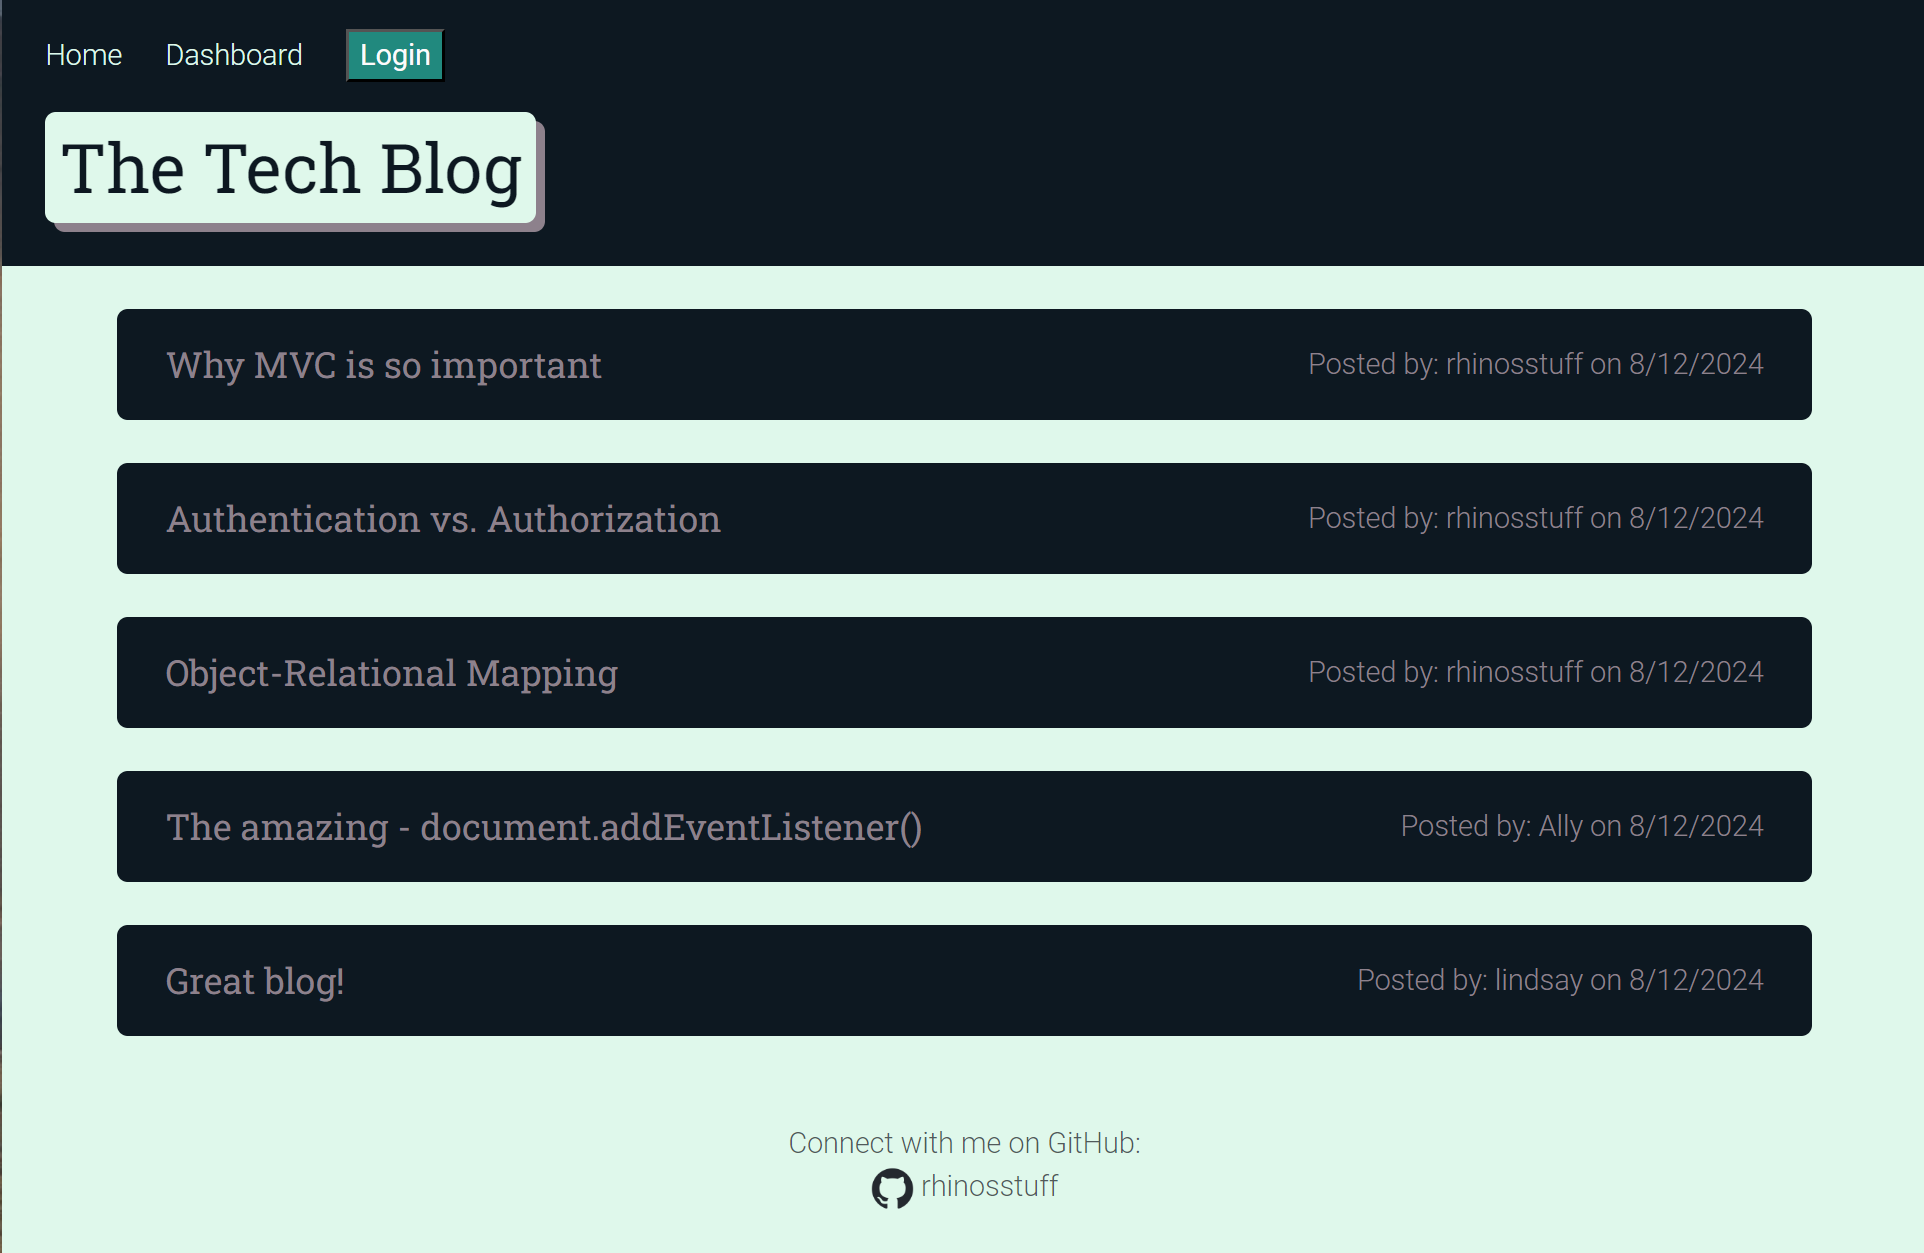 Home Dashboard Login
The Tech Blog
Why MVC is so important Posted by: rhinosstuff on 8/12/2024
Authentication vs. Authorization Posted by: rhinosstuff on 8/12/2024
Object-Relational Mapping Posted by: rhinosstuff on 8/12/2024
The amazing - document.addEventListener() Posted by: Ally on 8/12/2024
Great blog! Posted by: lindsay on 8/12/2024
Connect with me on GitHub:
rhinosstuff